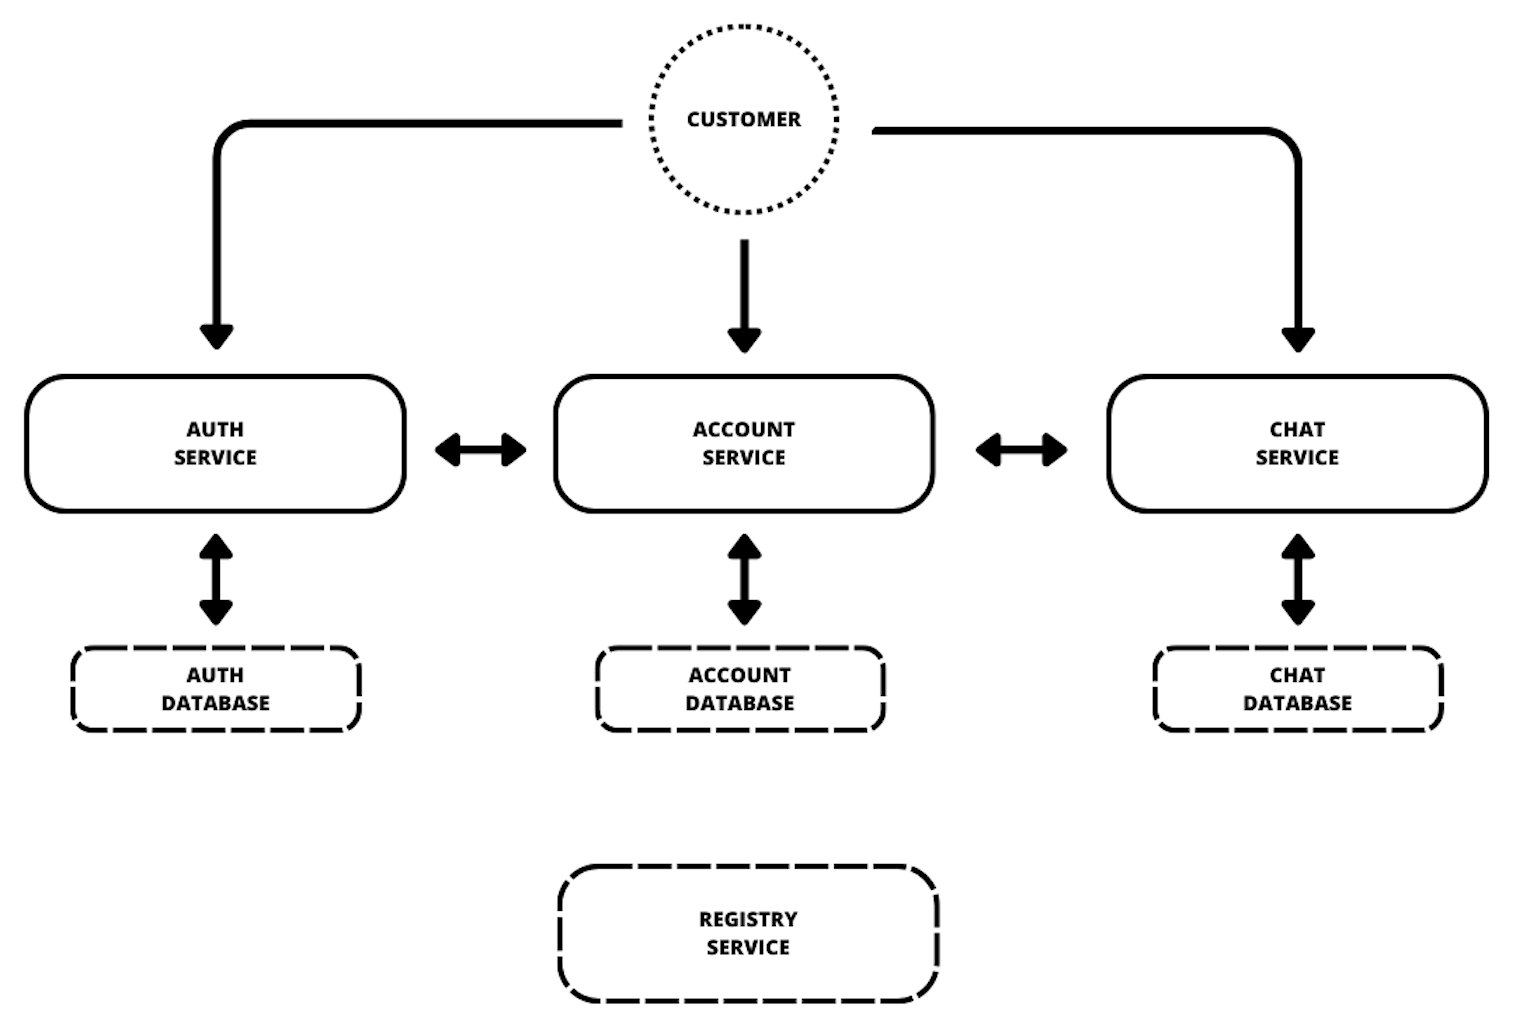 CUSTOMER
AUTH
SERVICE
ACCOUNT
SERVICE
CHAT
SERVICE
AUTH
DATABASE
ACCOUNT
DATABASE
CHAT
DATABASE
REGISTRY
SERVICE